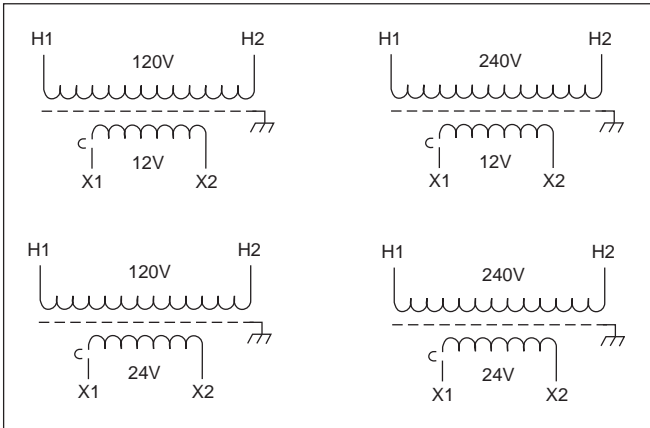 H1 H2 H1 H2
120V 240V
12V 12V
X1 X2 X1 X2
H1 H2 H1 H2
120V 240V
24V 24V
X1 X2 X1 X2